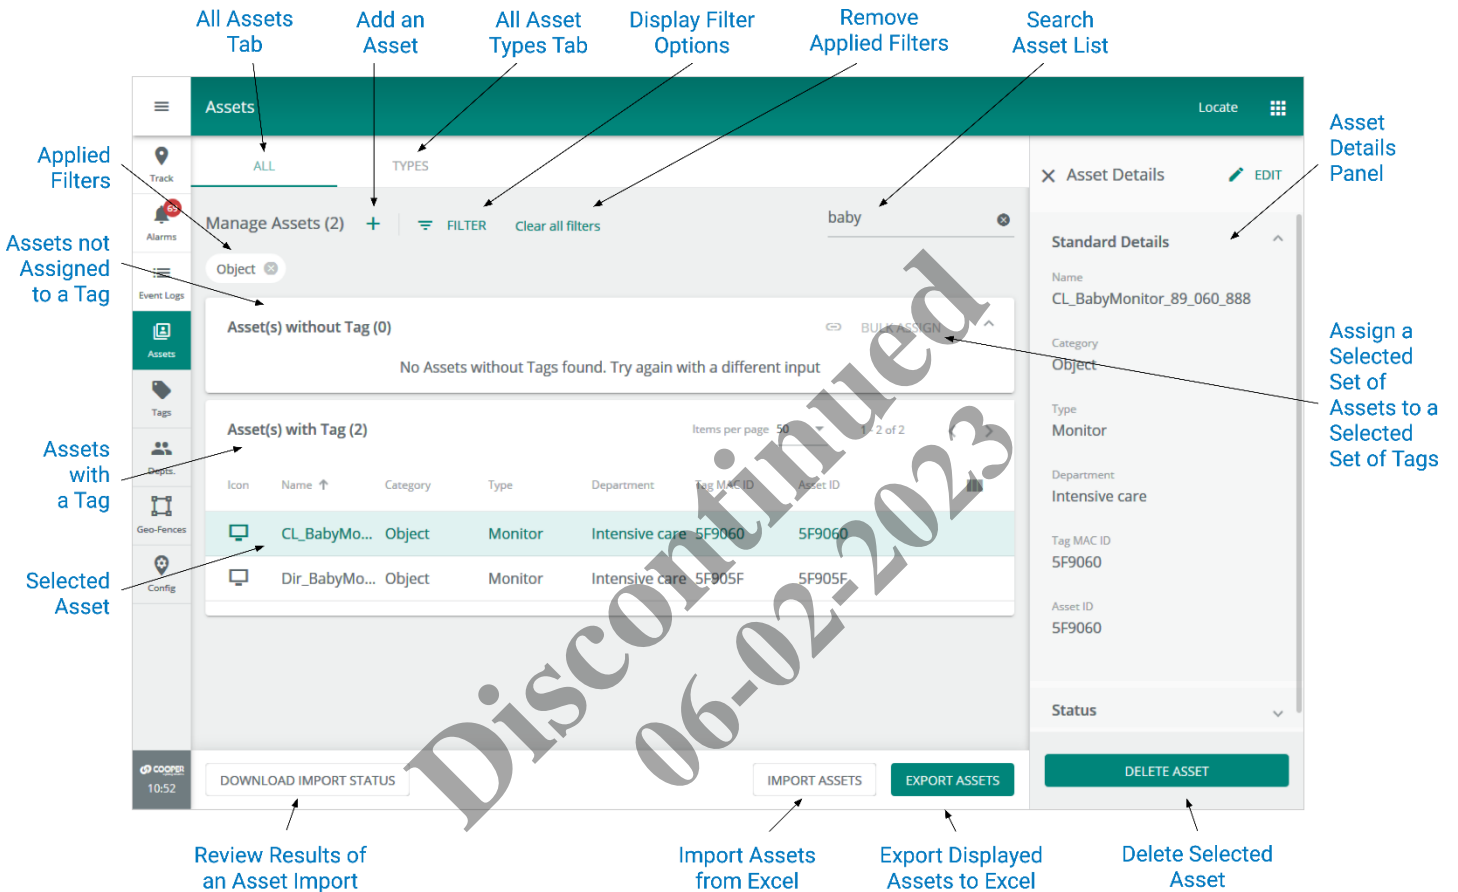 All Assets
Tab
Add an
Asset
All Asset
Types Tab
Display Filter
Options
Remove
Applied Filters
Search
Asset List
Assets
Locate
Asset
Details
Panel
Applied
Filters
Track
ALL
TYPES
Asset Details
EDIT
65
Alarms
Manage Assets (2)
FILTER
Clear all filters
baby
Standard Details
Assets not
Assigned
to a Tag
Object
Event Logs
Name
CL_BabyMonitor_89_060_888
Asset(s) without Tag (0)
BULK ASSIGN
No Assets without Tags found. Try again with a different input
Assets
Category
Object
Assign a
Selected
Set of
Assets to a
Selected
Set of Tags
Tags
Type
Monitor
Asset(s) with Tag (2)
Items per page 50
1 - 2 of 2
Assets
with
a Tag
Depts.
Icon
Name
Category
Type
Department
Tag MAC ID
Asset ID
Department
Intensive care
Geo-Fences
CL_BabyMo... Object Monitor Intensive care 5F9060 5F9060
Tag MAC ID
5F9060
Selected
Asset
Config
Dir_BabyMo... Object Monitor Intensive care 5F905F 5F905F
Asset ID
5F9060
Discontinued
06-02-2023
Status
COOPER
10:52
DOWNLOAD IMPORT STATUS
IMPORT ASSETS
EXPORT ASSETS
DELETE ASSET
Review Results of
an Asset Import
Import Assets
from Excel
Export Displayed
Assets to Excel
Delete Selected
Asset